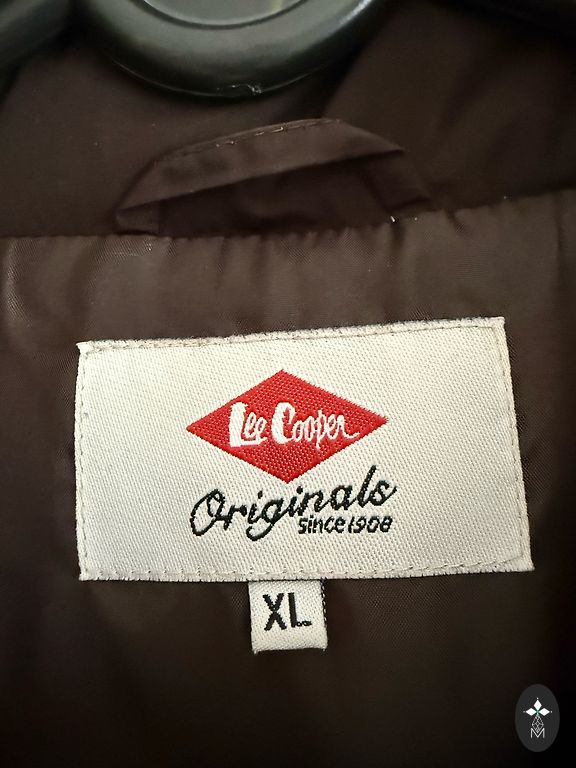 Lee Cooper
Originals
since 1908
XL
M